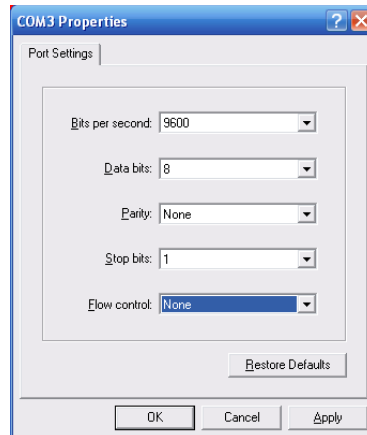 COM3 Properties
Port Settings
Bits per second: 9600
Data bits: 8
Parity: None
Stop bits: 1
Flow control: None
Restore Defaults
OK Cancel Apply